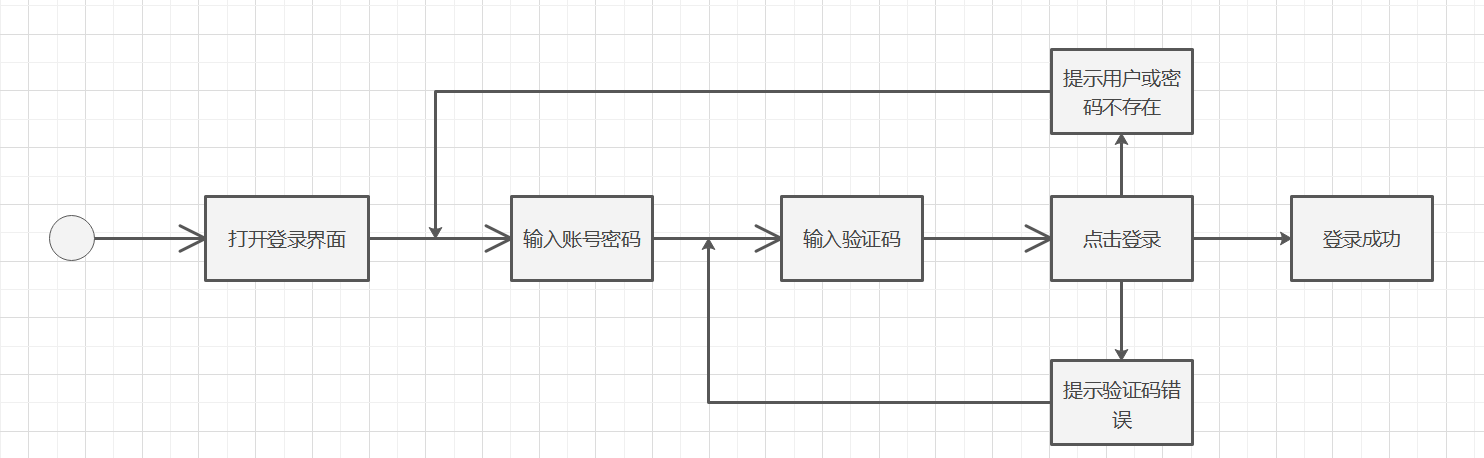 提示用户或密
码不存在
打开登录界面
输入账号密码
输入验证码
点击登录
登录成功
提示验证码错
误